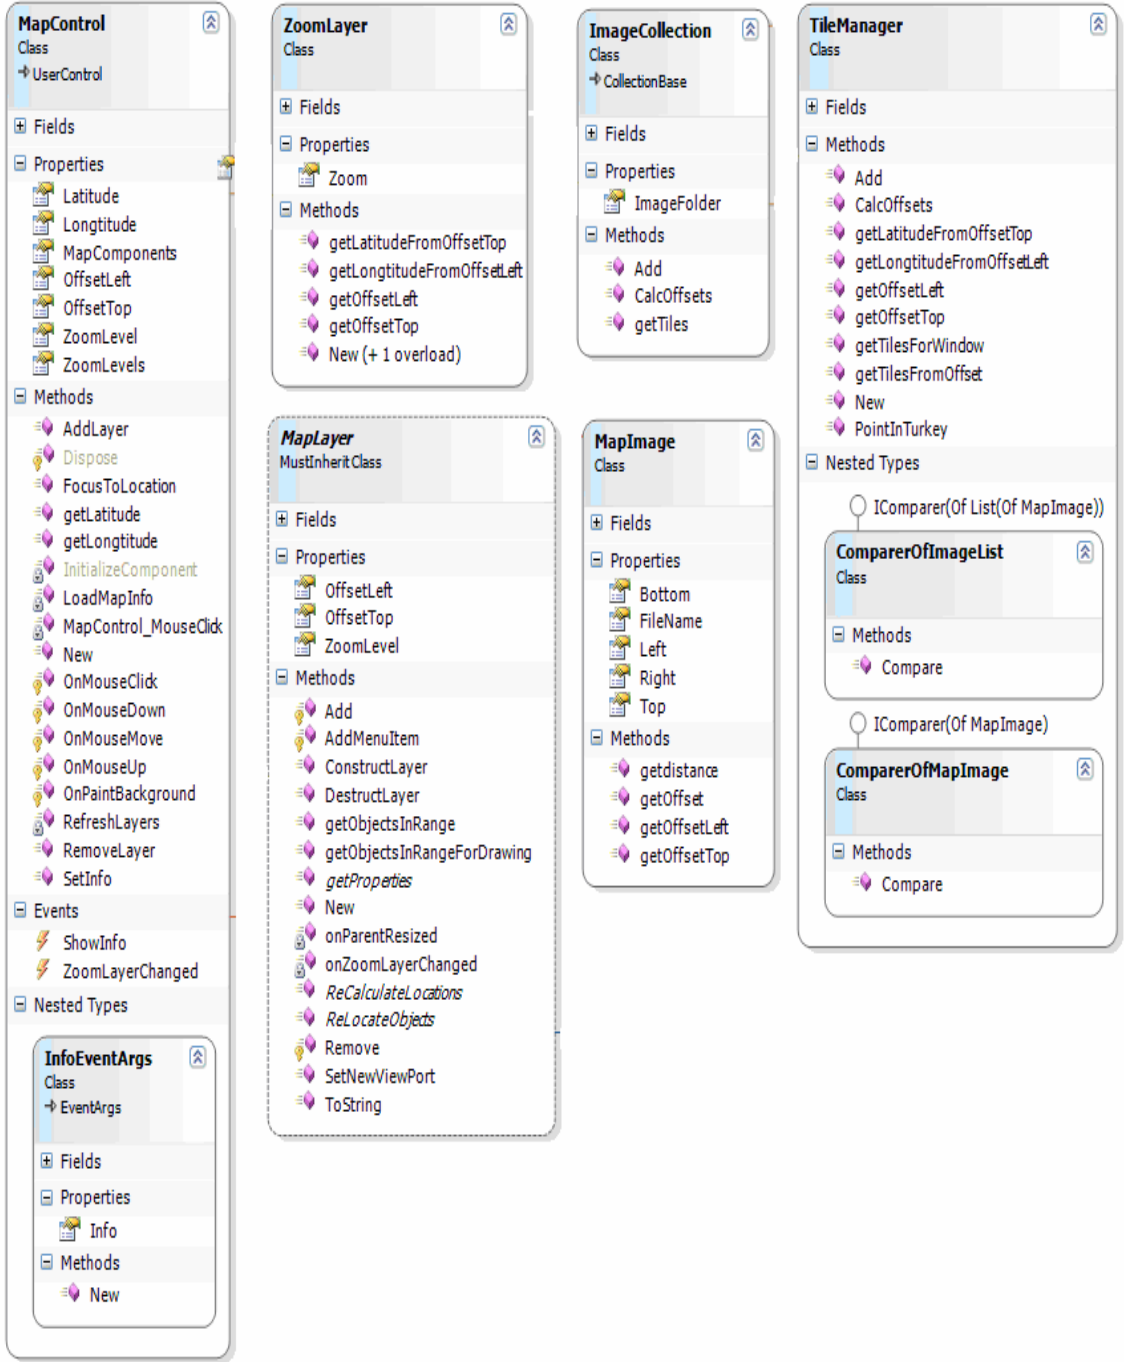 MapControl
Class
UserControl
Fields
Properties
Latitude
Longtitude
MapComponents
OffsetLeft
OffsetTop
ZoomLevel
ZoomLevels
Methods
AddLayer
Dispose
FocusToLocation
getLatitude
getLongtitude
InitializeComponent
LoadMapInfo
MapControl_MouseClick
New
OnMouseClick
OnMouseDown
OnMouseMove
OnMouseUp
OnPaintBackground
RefreshLayers
RemoveLayer
SetInfo
Events
ShowInfo
ZoomLayerChanged
Nested Types
InfoEventArgs
Class
EventArgs
Fields
Properties
Info
Methods
New
ZoomLayer
Class
Fields
Properties
Zoom
Methods
getLatitudeFromOffsetTop
getLongtitudeFromOffsetLeft
getOffsetLeft
getOffsetTop
New (+ 1 overload)
MapLayer
MustInherit Class
Fields
Properties
OffsetLeft
OffsetTop
ZoomLevel
Methods
Add
AddMenuItem
ConstructLayer
DestructLayer
getObjectsInRange
getObjectsInRangeForDrawing
getProperties
New
onParentResized
onZoomLayerChanged
ReCalculateLocations
ReLocateObjects
Remove
SetNewViewPort
ToString
ImageCollection
Class
CollectionBase
Fields
Properties
ImageFolder
Methods
Add
CalcOffsets
getTiles
MapImage
Class
Fields
Properties
Bottom
FileName
Left
Right
Top
Methods
getdistance
getOffset
getOffsetLeft
getOffsetTop
TileManager
Class
Fields
Methods
Add
CalcOffsets
getLatitudeFromOffsetTop
getLongtitudeFromOffsetLeft
getOffsetLeft
getOffsetTop
getTilesForWindow
getTilesFromOffset
New
PointInTurkey
Nested Types
IComparer(Of List(Of MapImage))
ComparerOfImageList
Class
Methods
Compare
IComparer(Of MapImage)
ComparerOfMapImage
Class
Methods
Compare